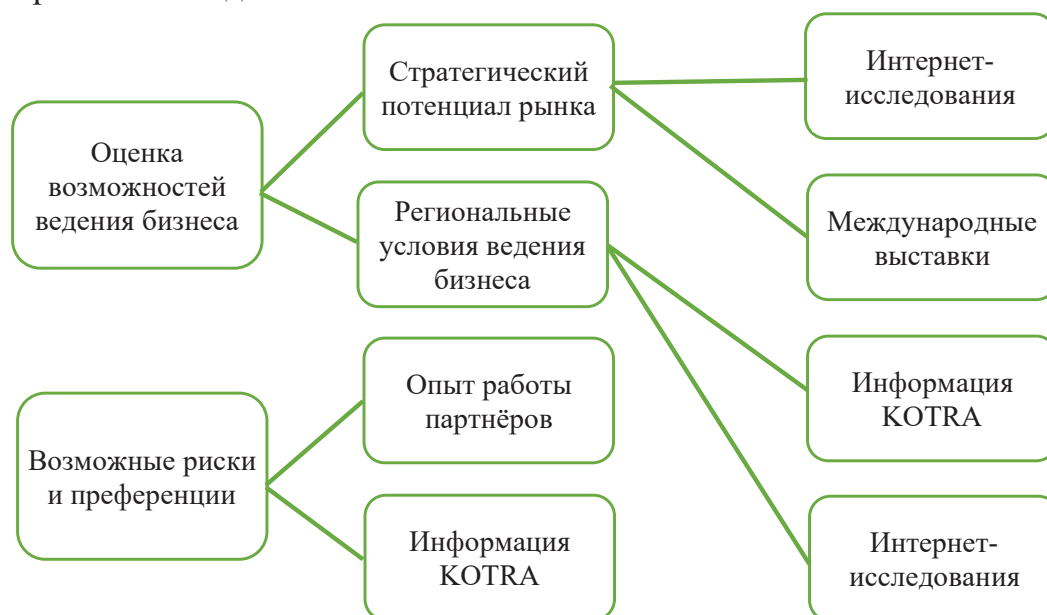 Оценка
возможностей
ведения бизнеса
Стратегический
потенциал рынка
Региональные
условия ведения
бизнеса
Интернет-
исследования
Международные
выставки
Информация
KOTRA
Интернет-
исследования
Возможные риски
и преференции
Опыт работы
партнёров
Информация
KOTRA